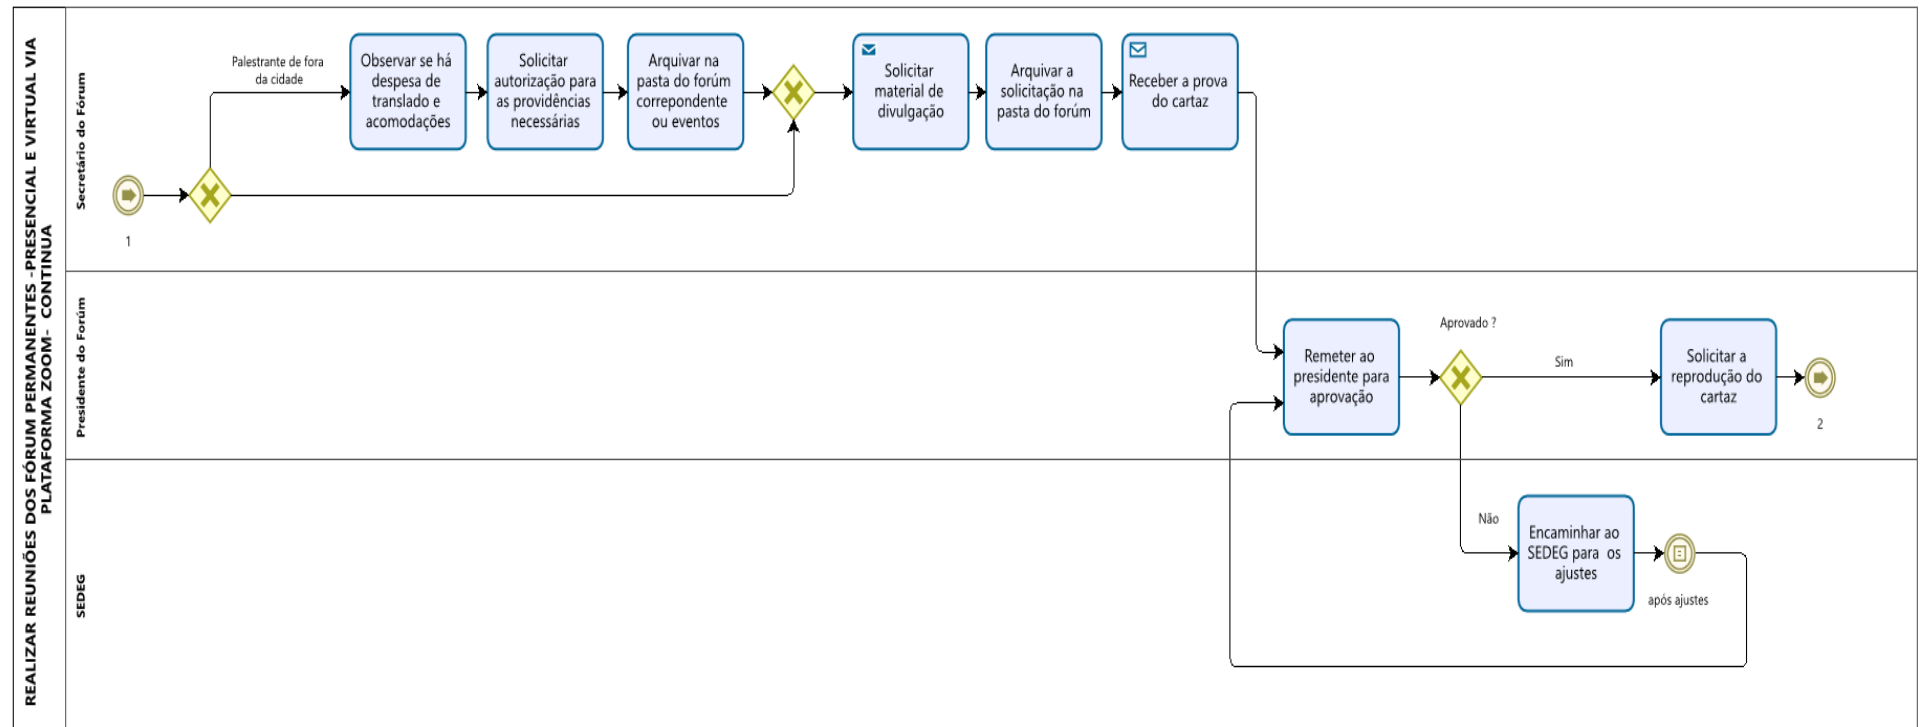 REALIZAR REUNIÕES DOS FÓRUM PERMANENTES -PRESENCIAL E VIRTUAL VIA
PLATAFORMA ZOOM- CONTINUA
Secretário do Fórum
1
Palestrante de fora
da cidade
Observar se há
despesa de
translado e
acomodações
Solicitar
autorização para
as providências
necessárias
Arquivar na
pasta do forúm
correpondente
ou eventos
Solicitar
material de
divulgação
Arquivar a
solicitação na
pasta do forúm
Receber a prova
do cartaz
Presidente do Forúm
Remeter ao
presidente para
aprovação
Aprovado ?
Sim
Solicitar a
reprodução do
cartaz
2
SEDEG
Não
Encaminhar ao
SEDEG para  os
ajustes
após ajustes